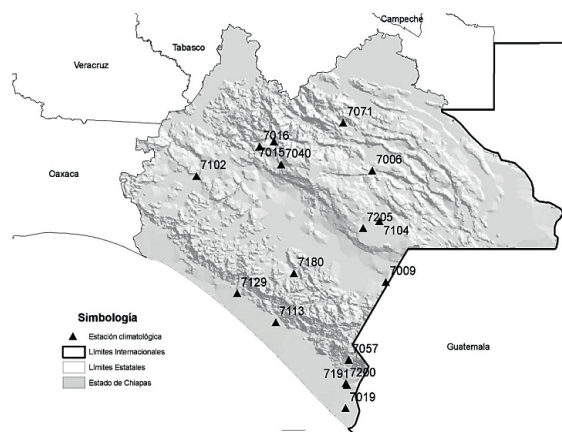 Campeche
Tabasco
Veracruz
7071
7016
7015 7040
7006
7102
Oaxaca
7205
7104
7180
7009
7129
7113
Simbología
Estación climatológica
Límites Internacionales
Límites Estatales
Estado de Chiapas
7057
Guatemala
7191 7200
7019